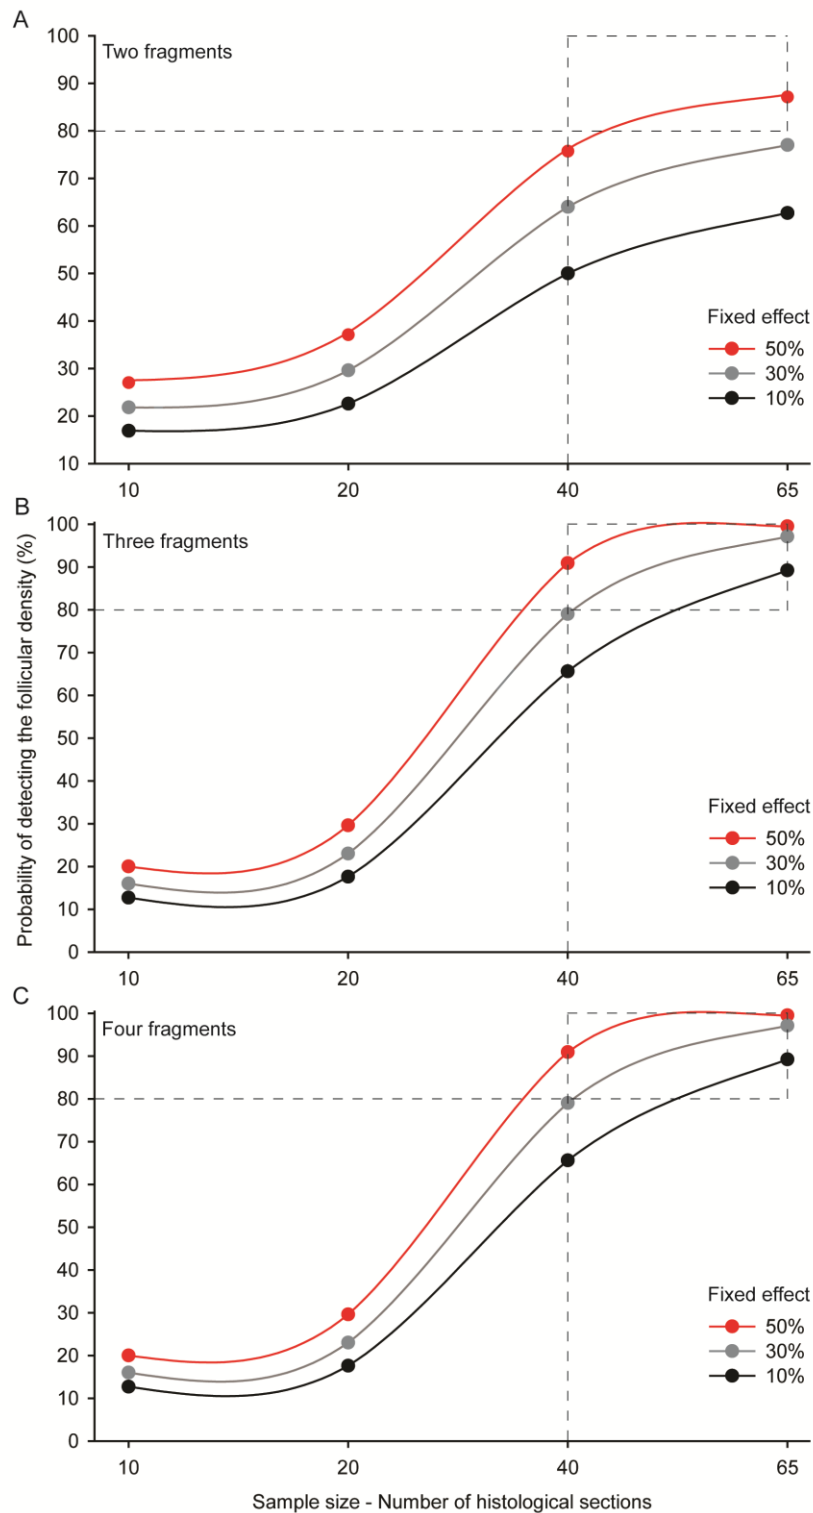 A
Two fragments
100
90
80
70
60
50
40
30
20
10
Fixed effect
50%
30%
10%
10 20 40 65
B
Three fragments
100
90
80
70
60
50
40
30
20
10
0
Probability of detecting the follicular density (%)
Fixed effect
50%
30%
10%
10 20 40 65
C
Four fragments
100
90
80
70
60
50
40
30
20
10
0
Fixed effect
50%
30%
10%
10 20 40 65
Sample size - Number of histological sections